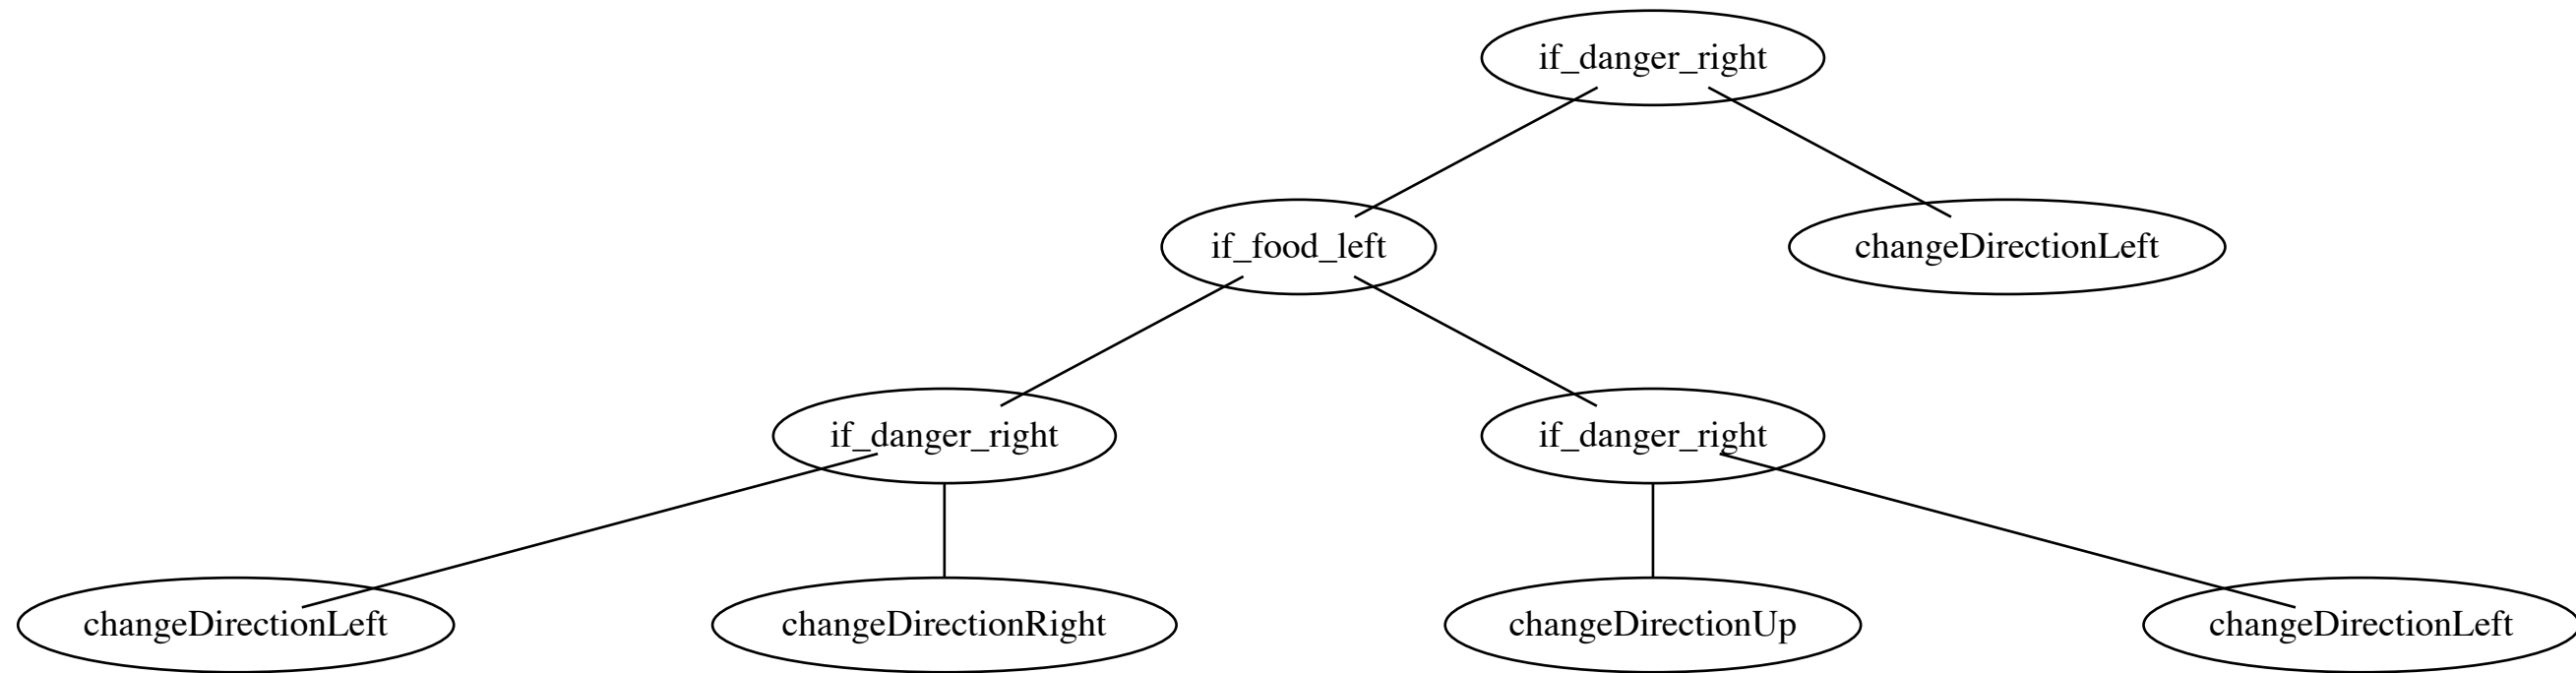 if_danger_right
if_food_left
changeDirectionLeft
if_danger_right
if_danger_right
changeDirectionLeft
changeDirectionRight
changeDirectionUp
changeDirectionLeft